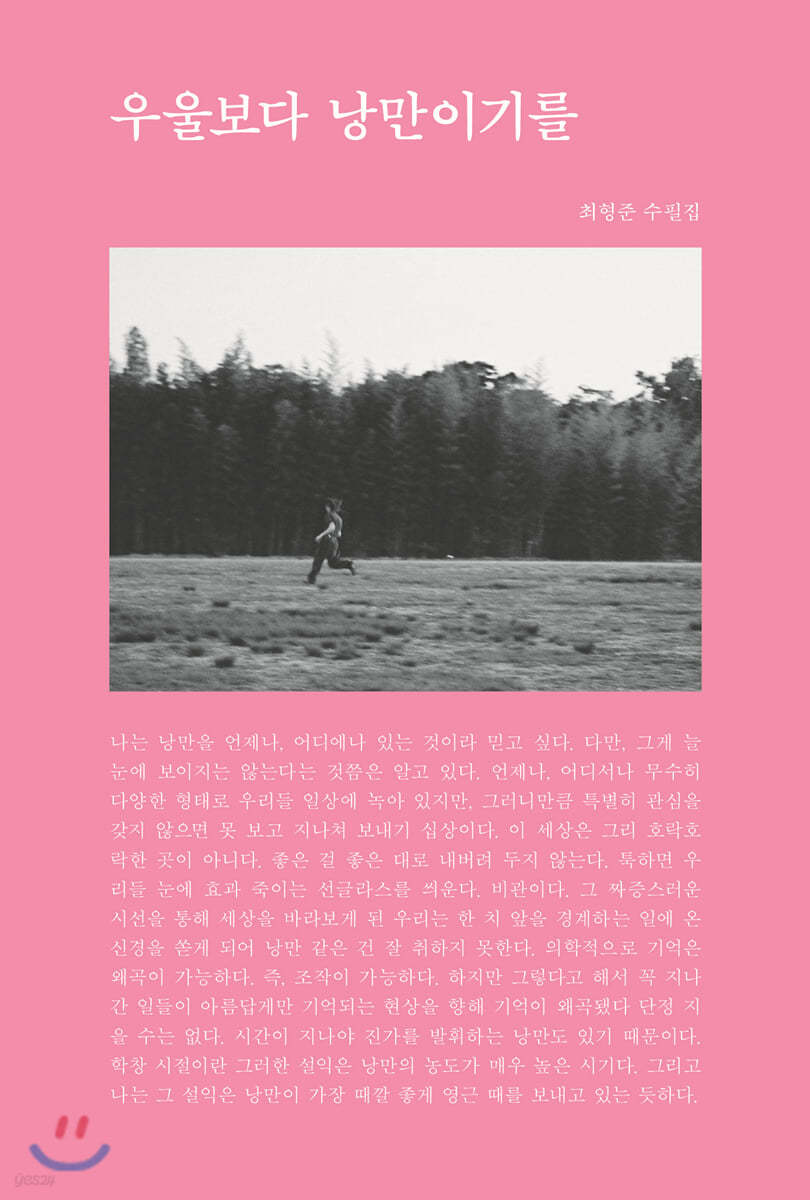 우울보다 낭만이기를
최형준 수필집
나는 낭만을 언제나, 어디에나 있는 것이라 믿고 싶다. 다만, 그게 늘
눈에 보이지는 않는다는 것쯤은 알고 있다. 언제나, 어디서나 무수히
다양한 형태로 우리들 일상에 녹아 있지만, 그러니만큼 특별히 관심을
갖지 않으면 못 보고 지나쳐 보내기 십상이다. 이 세상은 그리 호락호
락한 곳이 아니다. 좋은 걸 좋은 대로 내버려 두지 않는다. 툭하면 우
리들 눈에 효과 죽이는 선글라스를 씌운다. 비관이다. 그 짜증스러운
시선을 통해 세상을 바라보게 된 우리는 한 치 앞을 경계하는 일에 온
신경을 쏟게 되어 낭만 같은 건 잘 취하지 못한다. 의학적으로 기억은
왜곡이 가능하다. 즉, 조작이 가능하다. 하지만 그렇다고 해서 꼭 지나
간 일들이 아름답게만 기억되는 현상을 향해 기억이 왜곡됐다 단정 지
을 수는 없다. 시간이 지나야 진가를 발휘하는 낭만도 있기 때문이다.
학창 시절이란 그러한 설익은 낭만의 농도가 매우 높은 시기다. 그리고
나는 그 설익은 낭만이 가장 때깔 좋게 영근 때를 보내고 있는 듯하다.
yes24